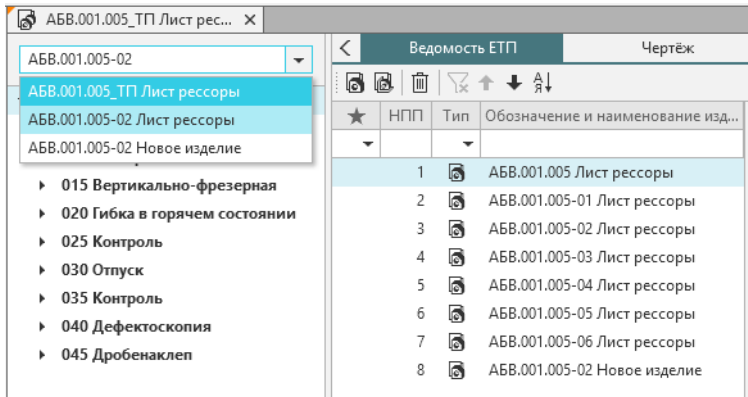 АБВ.001.005_ТП Лист рес...
АБВ.001.005-02
АБВ.001.005_ТП Лист рессоры
АБВ.001.005-02 Лист рессоры
АБВ.001.005-02 Новое изделие
015 Вертикально-фрезерная
020 Гибка в горячем состоянии
025 Контроль
030 Отпуск
035 Контроль
040 Дефектоскопия
045 Дробенаклеп
Ведомость ЕТП Чертёж
НПП Тип Обозначение и наименование изд...
1 АБВ.001.005 Лист рессоры
2 АБВ.001.005-01 Лист рессоры
3 АБВ.001.005-02 Лист рессоры
4 АБВ.001.005-03 Лист рессоры
5 АБВ.001.005-04 Лист рессоры
6 АБВ.001.005-05 Лист рессоры
7 АБВ.001.005-06 Лист рессоры
8 АБВ.001.005-02 Новое изделие